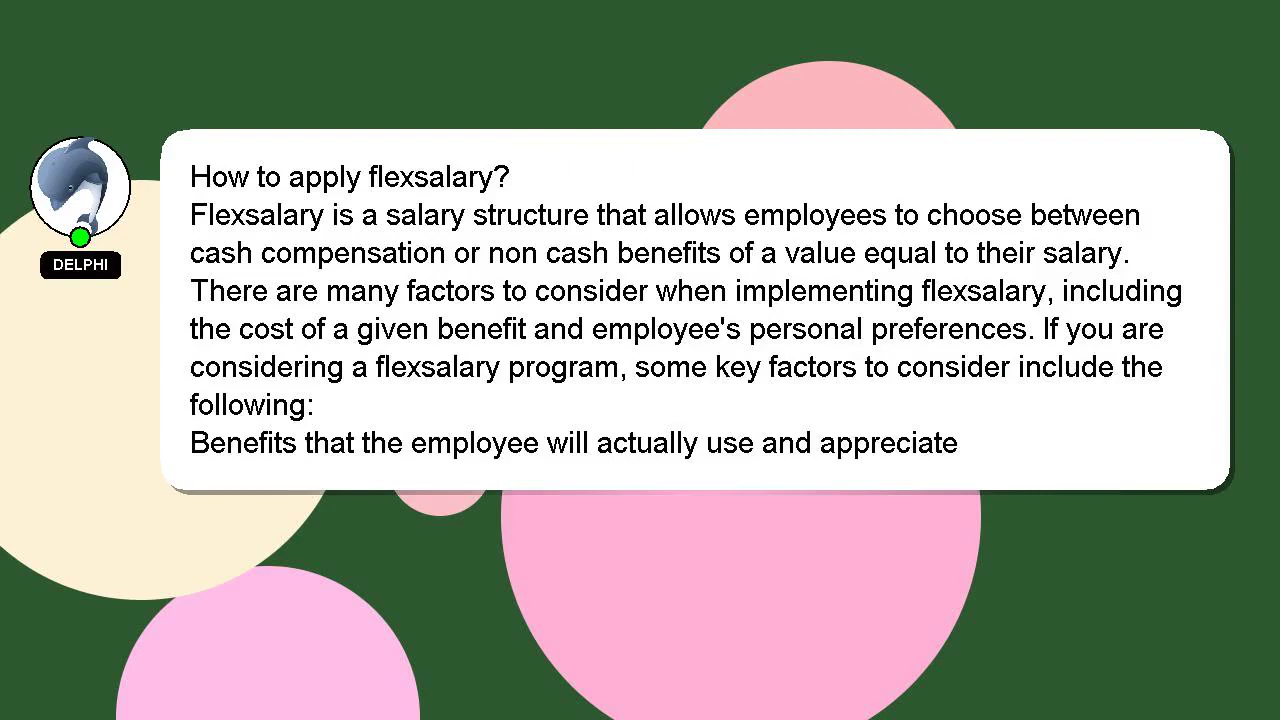 How to apply flexsalary?
Flexsalary is a salary structure that allows employees to choose between
cash compensation or non cash benefits of a value equal to their salary.
There are many factors to consider when implementing flexsalary, including
the cost of a given benefit and employee's personal preferences. If you are
considering a flexsalary program, some key factors to consider include the
following:
Benefits that the employee will actually use and appreciate
DELPHI